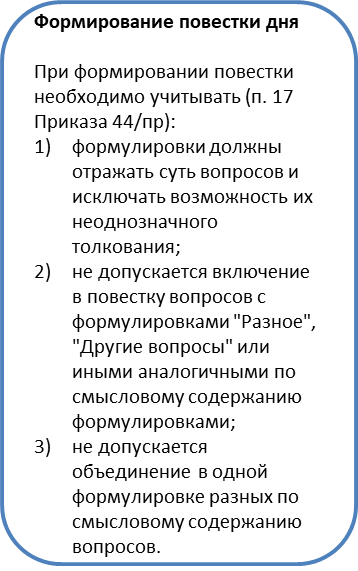 Формирование повестки дня
При формировании повестки
необходимо учитывать (п. 17
Приказа 44/пр):
1) формулировки должны
отражать суть вопросов и
исключать возможность их
неоднозначного
толкования;
2) не допускается включение
в повестку вопросов с
формулировками "Разное",
"Другие вопросы" или
иными аналогичными по
смысловому содержанию
формулировками;
3) не допускается
объединение в одной
формулировке разных по
смысловому содержанию
вопросов.